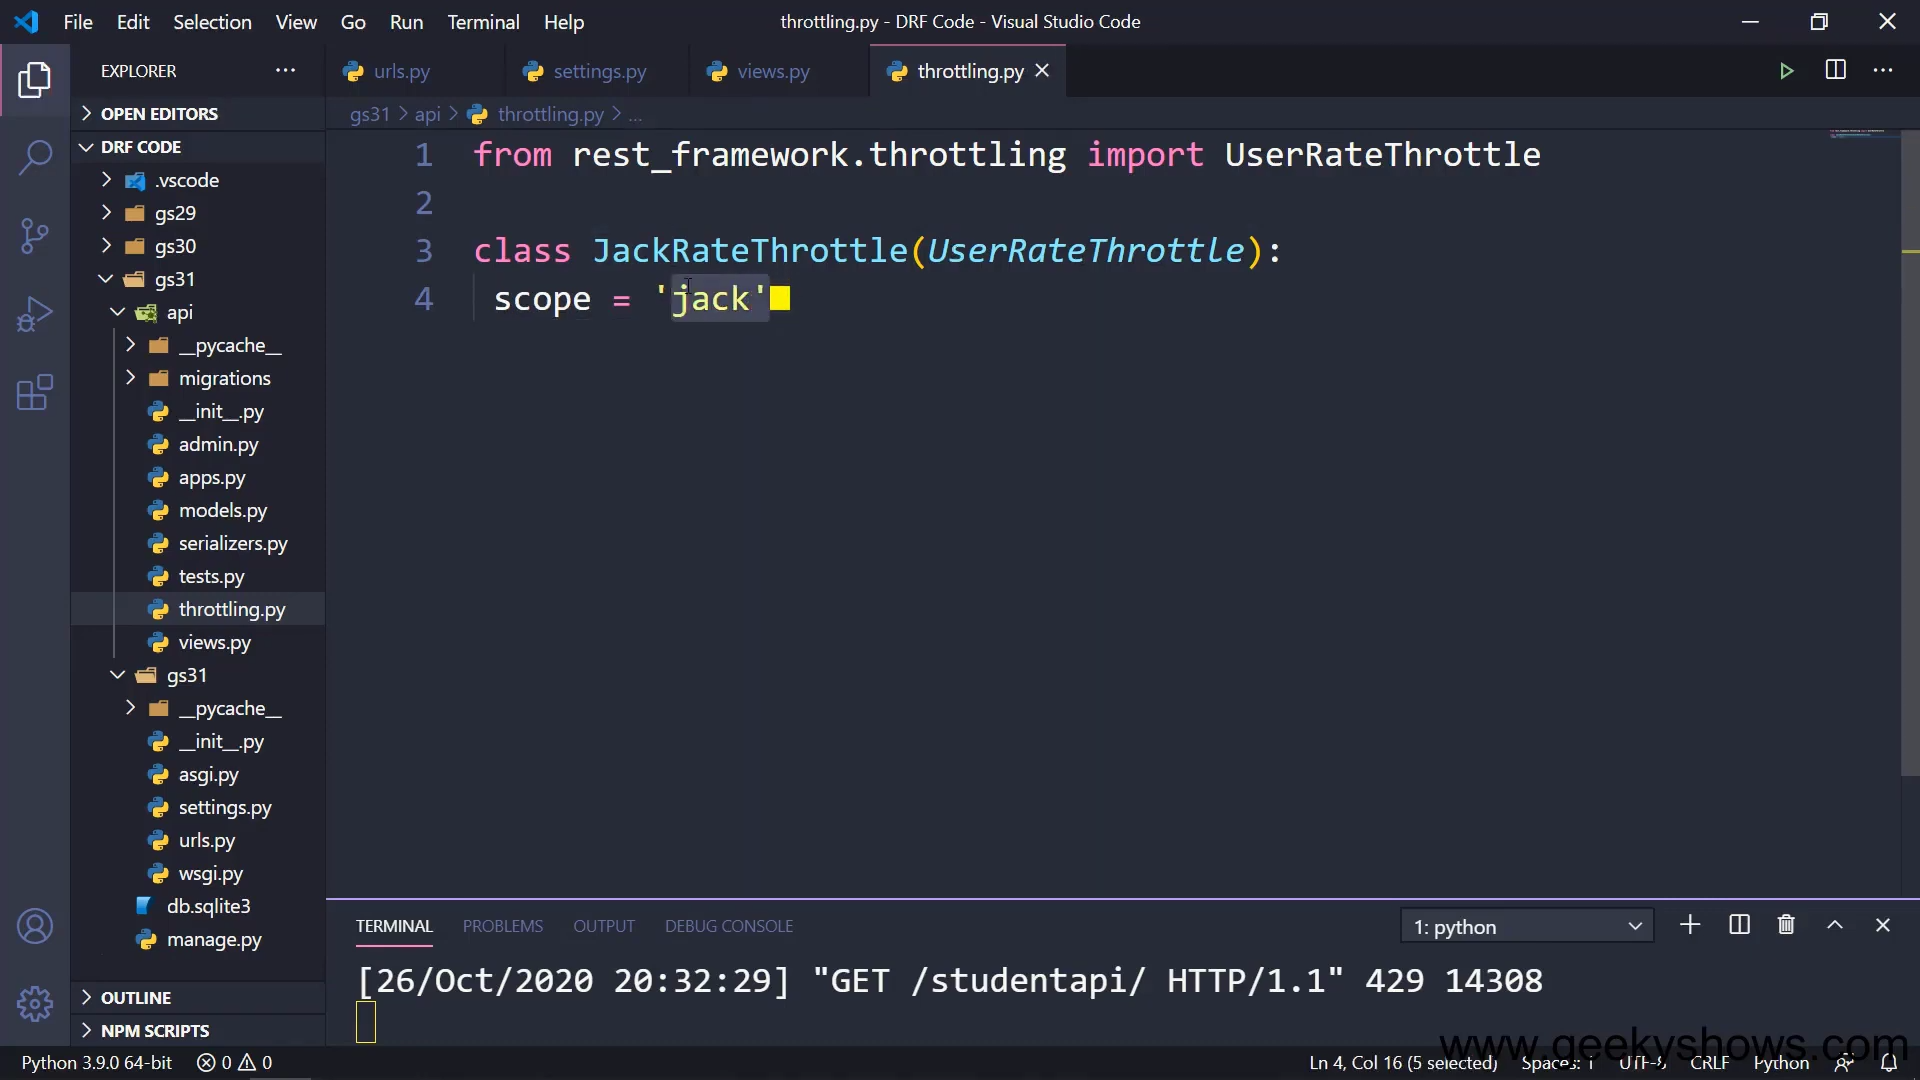 File Edit Selection View Go Run Terminal Help throttling.py - DRF Code - Visual Studio Code
EXPLORER
urls.py settings.py views.py throttling.py
OPEN EDITORS
gs31 > api > throttling.py > ...
DRF CODE
.vscode
gs29
gs30
gs31
api
__pycache__
migrations
__init__.py
admin.py
apps.py
models.py
serializers.py
tests.py
throttling.py
views.py
gs31
__pycache__
__init__.py
asgi.py
settings.py
urls.py
wsgi.py
db.sqlite3
manage.py
OUTLINE
NPM SCRIPTS
1 from rest_framework.throttling import UserRateThrottle
2
3 class JackRateThrottle(UserRateThrottle):
4 scope = 'jack'
TERMINAL PROBLEMS OUTPUT DEBUG CONSOLE 1: python
[26/Oct/2020 20:32:29] "GET /studentapi/ HTTP/1.1" 429 14308
www.geekyshows.com
Python 3.9.0 64-bit 0 0 Ln 4, Col 16 (5 selected) Spaces: 1 UTF-8 CRLF Python